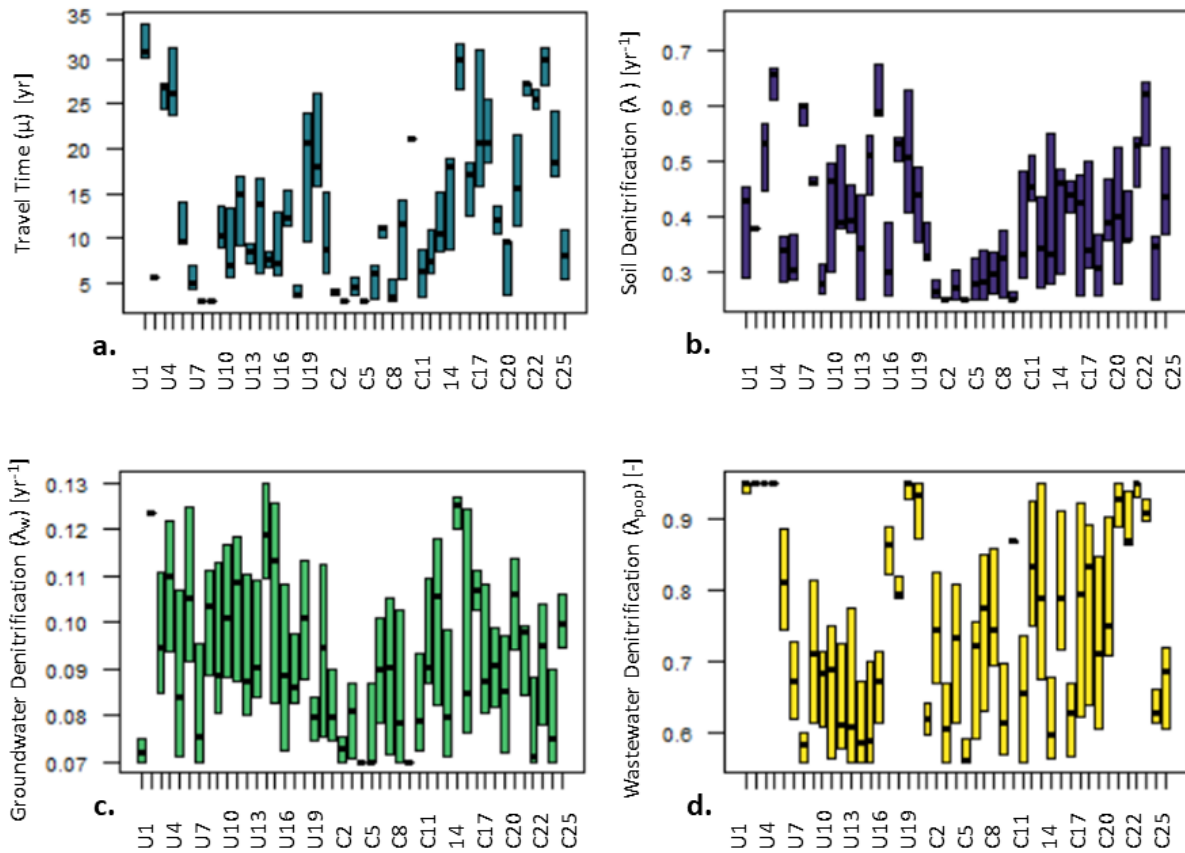 Travel Time (μ) [yr]
35
30
25
20
15
10
5
a.
U1 U4 U7 U10 U13 U16 U19 C2 C5 C8 C11 14 C17 C20 C22 C25
Soil Denitrification (λ ) [yr-1]
0.7
0.6
0.5
0.4
0.3
b.
U1 U4 U7 U10 U13 U16 U19 C2 C5 C8 C11 14 C17 C20 C22 C25
Groundwater Denitrification (λw) [yr-1]
0.13
0.12
0.11
0.10
0.09
0.08
0.07
c.
U1 U4 U7 U10 U13 U16 U19 C2 C5 C8 C11 14 C17 C20 C22 C25
Wastewater Denitrification (λpop) [-]
0.9
0.8
0.7
0.6
d.
U1 U4 U7 U10 U13 U16 U19 C2 C5 C8 C11 14 C17 C20 C22 C25